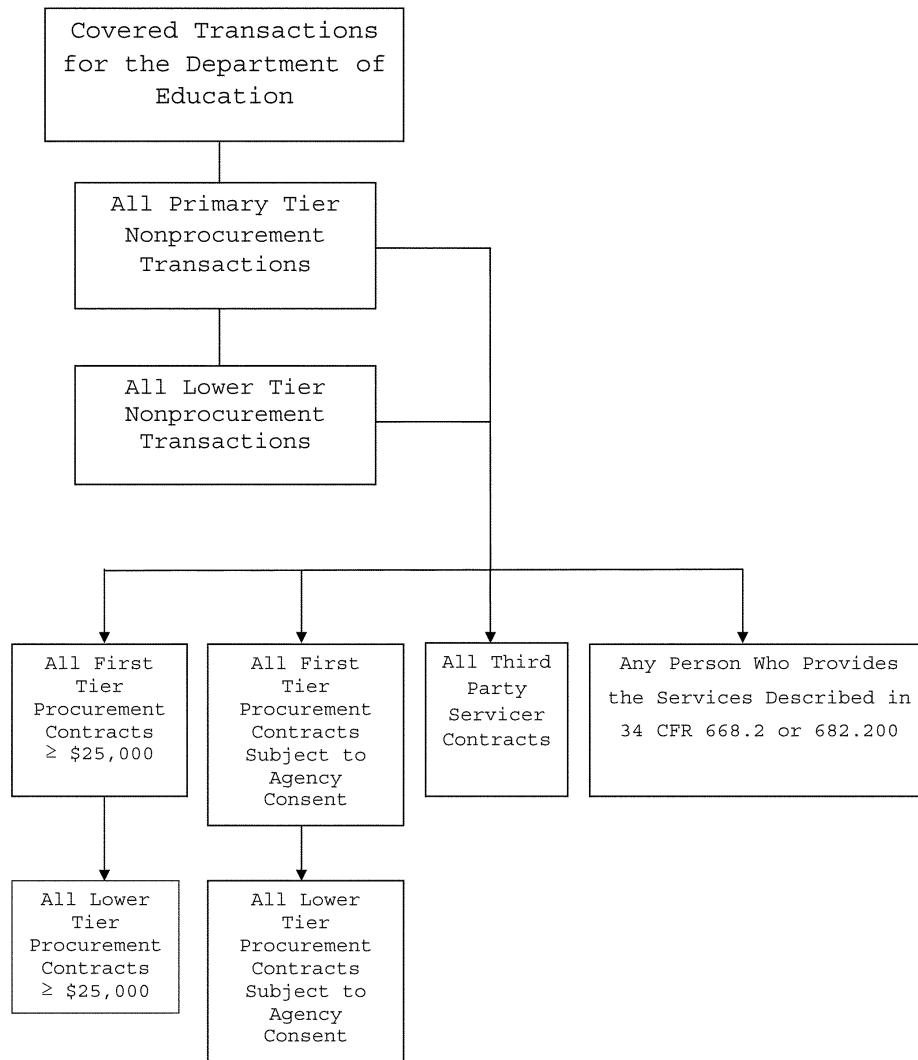 Covered Transactions
for the Department of
Education
All Primary Tier
Nonprocurement
Transactions
All Lower Tier
Nonprocurement
Transactions
All First
Tier
Procurement
Contracts
≥ $25,000
All First
Tier
Procurement
Contracts
Subject to
Agency
Consent
All Third
Party
Servicer
Contracts
Any Person Who Provides
the Services Described in
34 CFR 668.2 or 682.200
All Lower
Tier
Procurement
Contracts
≥ $25,000
All Lower
Tier
Procurement
Contracts
Subject to
Agency
Consent